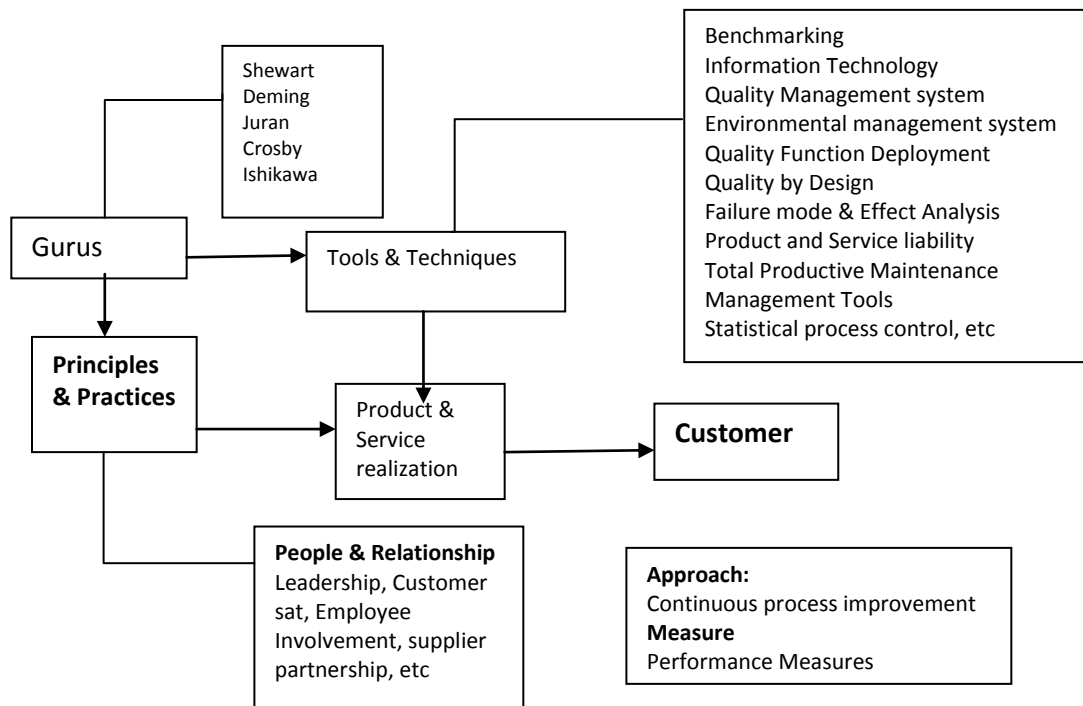 Shewart
Deming
Juran
Crosby
Ishikawa
Benchmarking
Information Technology
Quality Management system
Environmental management system
Quality Function Deployment
Quality by Design
Failure mode & Effect Analysis
Product and Service liability
Total Productive Maintenance
Management Tools
Statistical process control, etc
Gurus
Tools & Techniques
Principles
& Practices
Product &
Service
realization
Customer
People & Relationship
Leadership, Customer
sat, Employee
Involvement, supplier
partnership, etc
Approach:
Continuous process improvement
Measure
Performance Measures